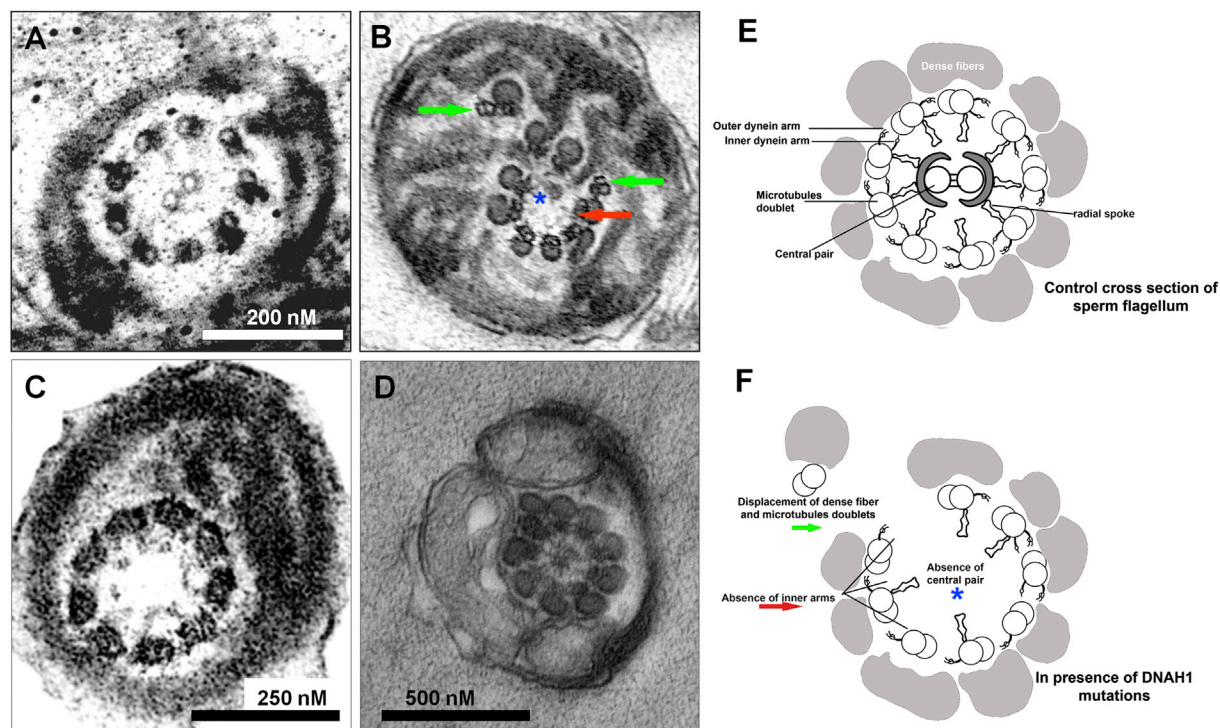 A
200 nM
B
*
C
250 nM
D
500 nM
E
Dense fibers
Outer dynein arm
Inner dynein arm
Microtubules
doublet
Central pair
radial spoke
Control cross section of
sperm flagellum
F
Displacement of dense fiber
and microtubules doublets
Absence of
central pair
*
Absence of inner arms
In presence of DNAH1
mutations